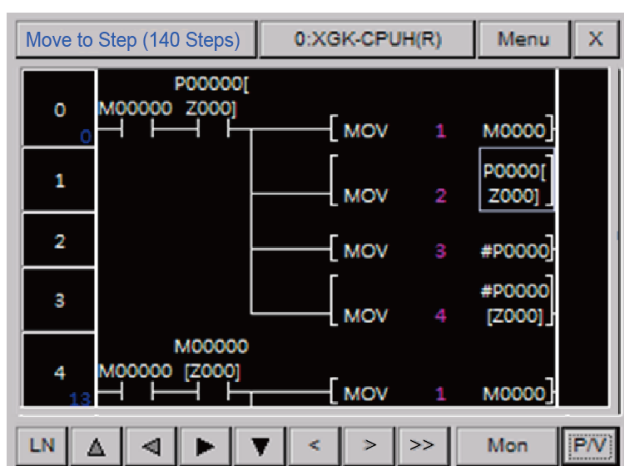 Move to Step (140 Steps) 0:XGK-CPUH(R) Menu X
P00000[
0 M00000 Z000]
0 MOV 1 M0000
P0000[
1 Z000]
MOV 2
2 MOV 3 #P0000
#P0000
3 [Z000]
MOV 4
M00000
4 M00000 [Z000]
13 MOV 1 M0000
LN < > >> Mon P/V